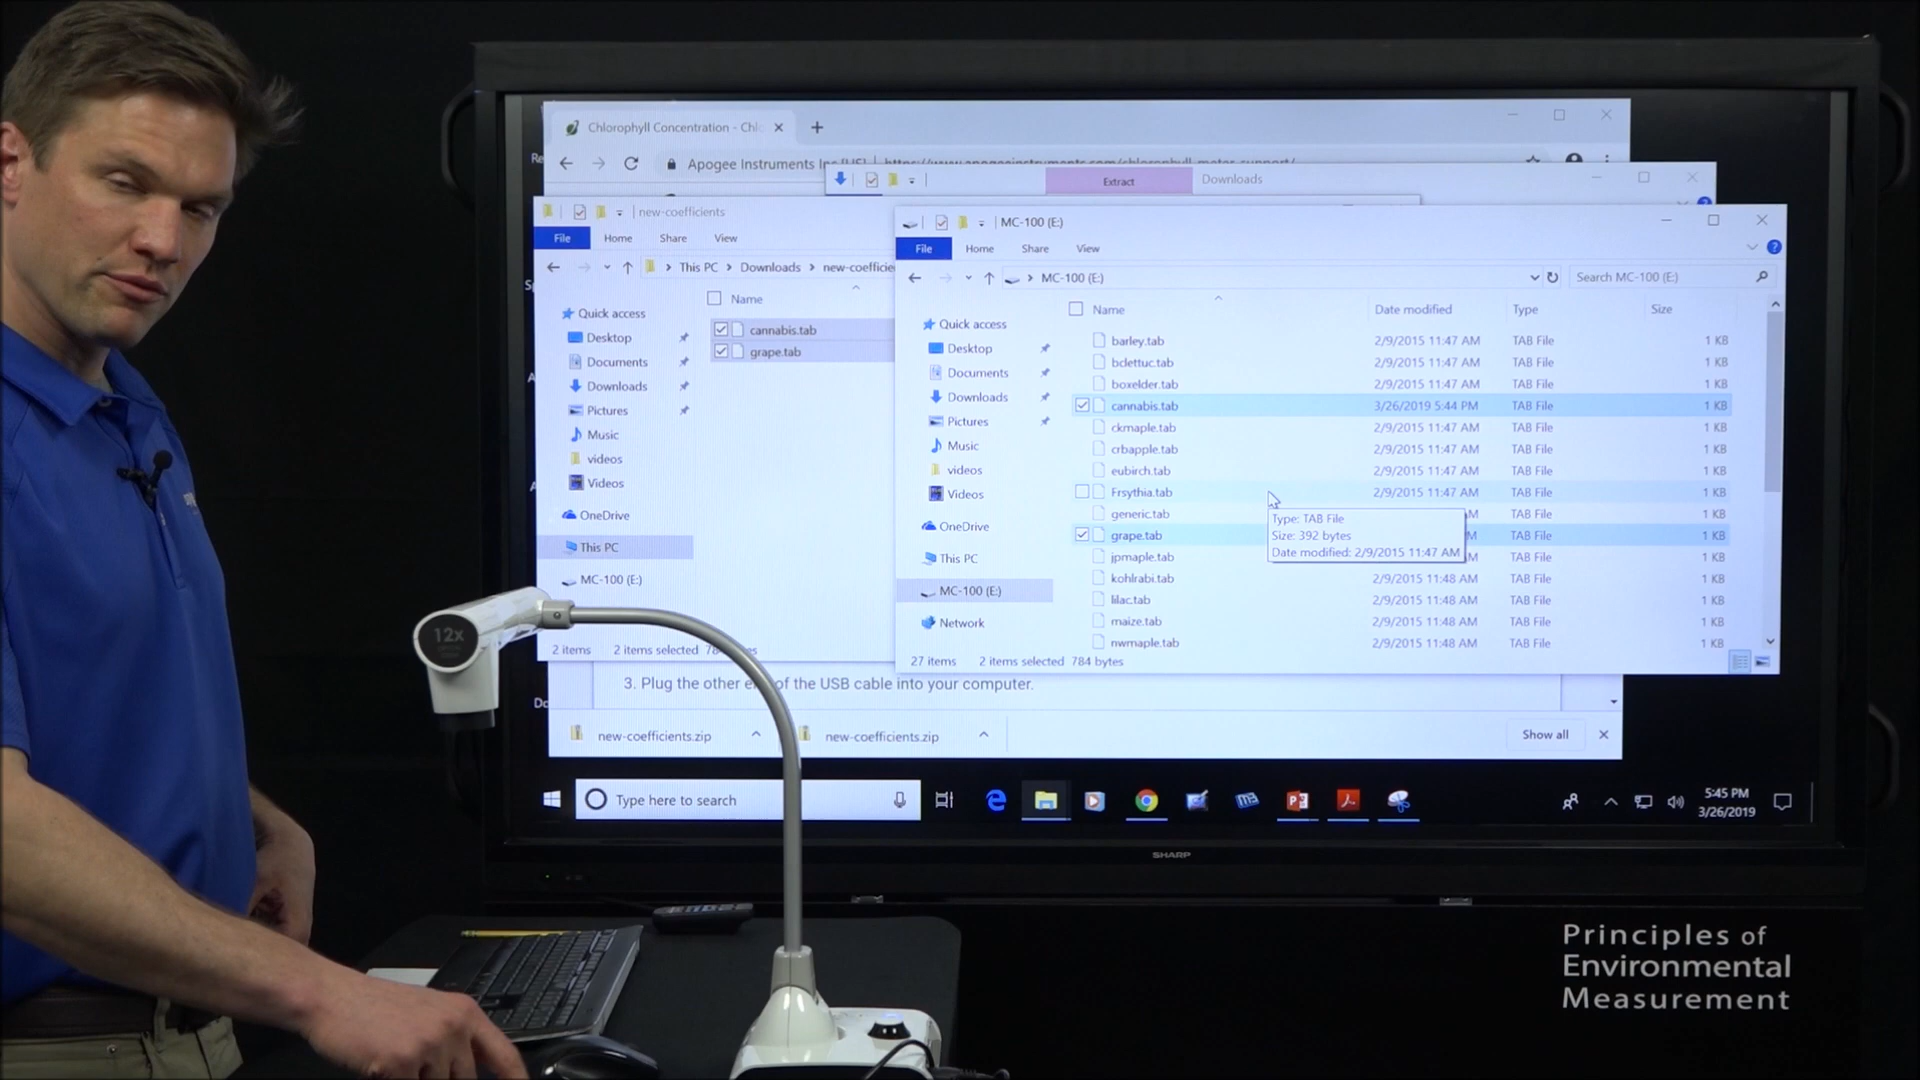 Chlorophyll Concentration - Chl
Apogee Instruments Inc [US] | https://www.apogeeinstruments.com/chlorophyll-meter-support/
Extract
Downloads
new-coefficients
File Home Share View
This PC > Downloads > new-coefficie
Name
Quick access
Desktop
Documents
Downloads
Pictures
Music
videos
Videos
OneDrive
This PC
MC-100 (E:)
cannabis.tab
grape.tab
2 items 2 items selected
MC-100 (E:)
File Home Share View
MC-100 (E:)
Search MC-100 (E:)
Name Date modified Type Size
Quick access
Desktop
Documents
Downloads
Pictures
Music
videos
Videos
OneDrive
This PC
MC-100 (E:)
Network
barley.tab 2/9/2015 11:47 AM TAB File 1 KB
bclettuc.tab 2/9/2015 11:47 AM TAB File 1 KB
boxelder.tab 2/9/2015 11:47 AM TAB File 1 KB
cannabis.tab 3/26/2019 5:44 PM TAB File 1 KB
ckmaple.tab 2/9/2015 11:47 AM TAB File 1 KB
crbapple.tab 2/9/2015 11:47 AM TAB File 1 KB
eubirch.tab 2/9/2015 11:47 AM TAB File 1 KB
Frsythia.tab 2/9/2015 11:47 AM TAB File 1 KB
generic.tab M TAB File 1 KB
grape.tab M TAB File 1 KB
jpmaple.tab TAB File 1 KB
kohlrabi.tab 2/9/2015 11:48 AM TAB File 1 KB
lilac.tab 2/9/2015 11:48 AM TAB File 1 KB
maize.tab 2/9/2015 11:48 AM TAB File 1 KB
nwmaple.tab 2/9/2015 11:48 AM TAB File 1 KB
Type: TAB File
Size: 392 bytes
Date modified: 2/9/2015 11:47 AM
27 items 2 items selected 784 bytes
3. Plug the other of the USB cable into your computer.
new-coefficients.zip
new-coefficients.zip
Show all
Type here to search
5:45 PM
3/26/2019
SHARP
12x
Principles of
Environmental
Measurement